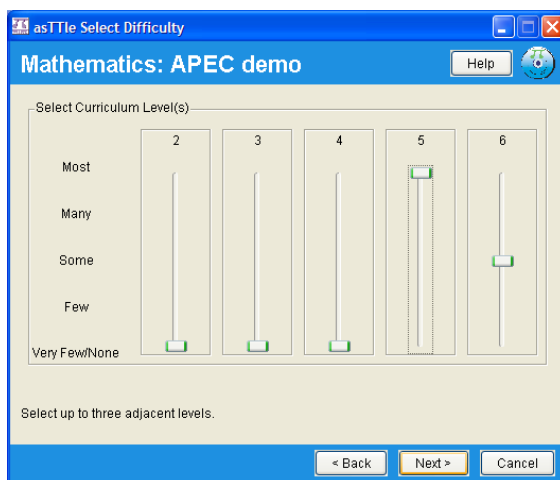 asTTle Select Difficulty
Mathematics: APEC demo
Help
Select Curriculum Level(s)
2 3 4 5 6
Most
Many
Some
Few
Very Few/None
Select up to three adjacent levels.
< Back Next > Cancel